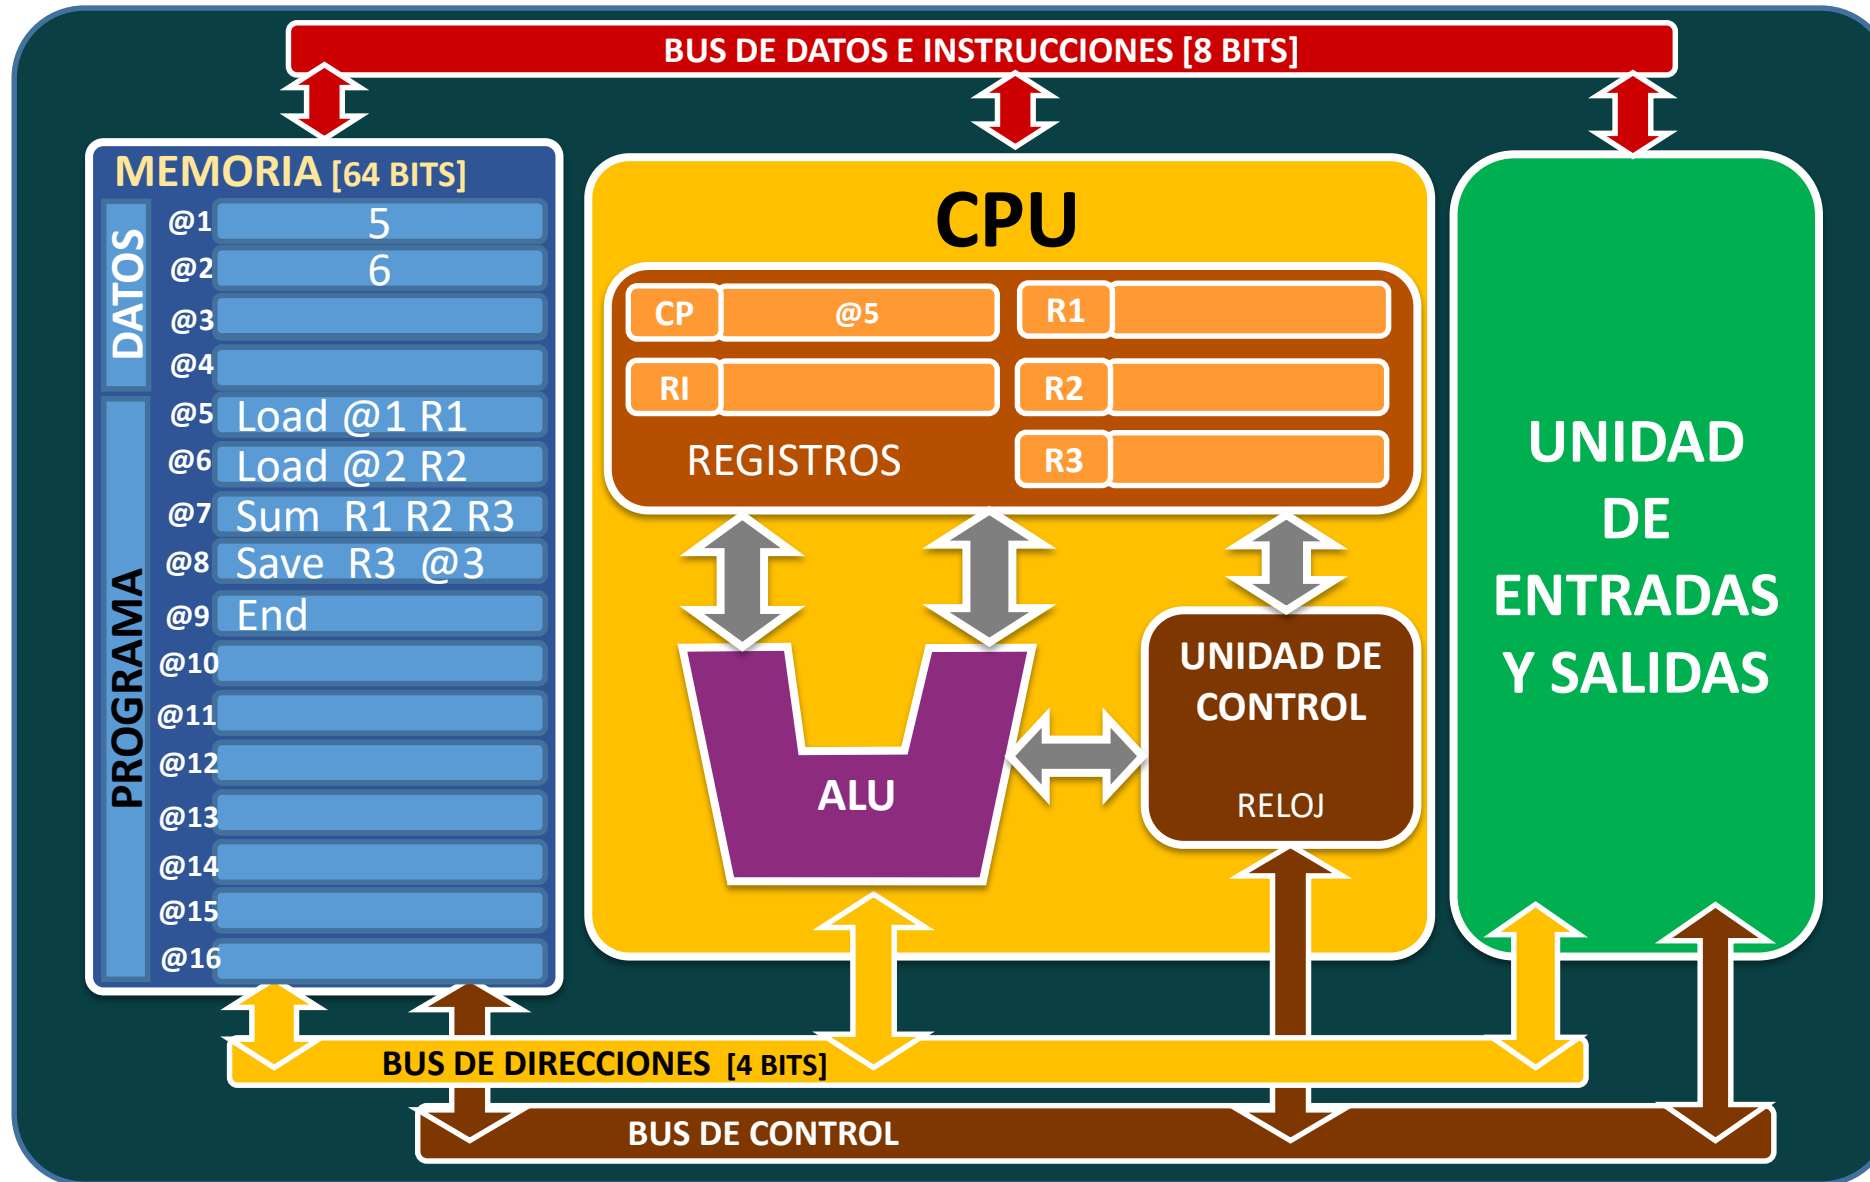 BUS DE DATOS E INSTRUCCIONES [8 BITS]
MEMORIA [64 BITS]
DATOS
@1 5
@2 6
@3
@4
PROGRAMA
@5 Load @1 R1
@6 Load @2 R2
@7 Sum R1 R2 R3
@8 Save R3 @3
@9 End
@10
@11
@12
@13
@14
@15
@16
CPU
CP @5
RI
REGISTROS
R1
R2
R3
ALU
UNIDAD DE
CONTROL
RELOJ
UNIDAD
DE
ENTRADAS
Y SALIDAS
BUS DE DIRECCIONES [4 BITS]
BUS DE CONTROL